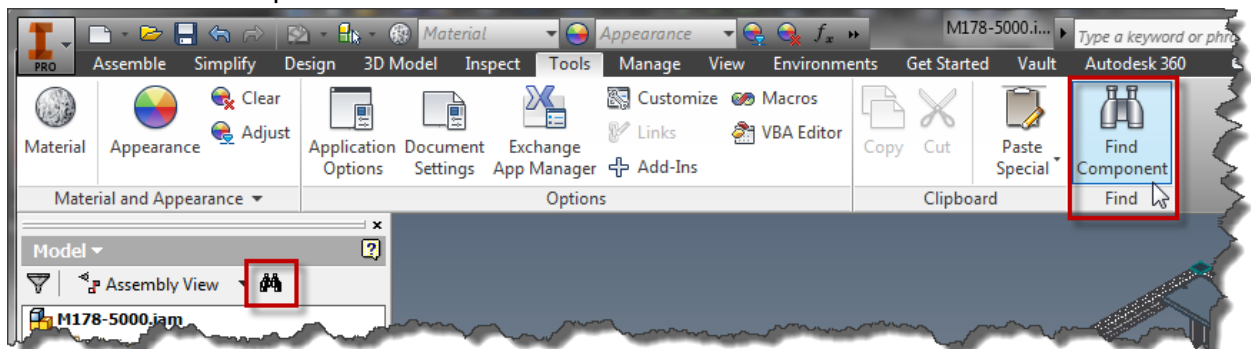 Material Appearance fx M178-5000.i... Type a keyword or phra
PRO Assemble Simplify Design 3D Model Inspect Tools Manage View Environments Get Started Vault Autodesk 360
Material Appearance Clear Adjust
Application Options Document Settings Exchange App Manager Customize Links Add-Ins Macros VBA Editor
Copy Cut Paste Special Find Component
Material and Appearance Options Clipboard Find
Model
Assembly View
M178-5000.iam